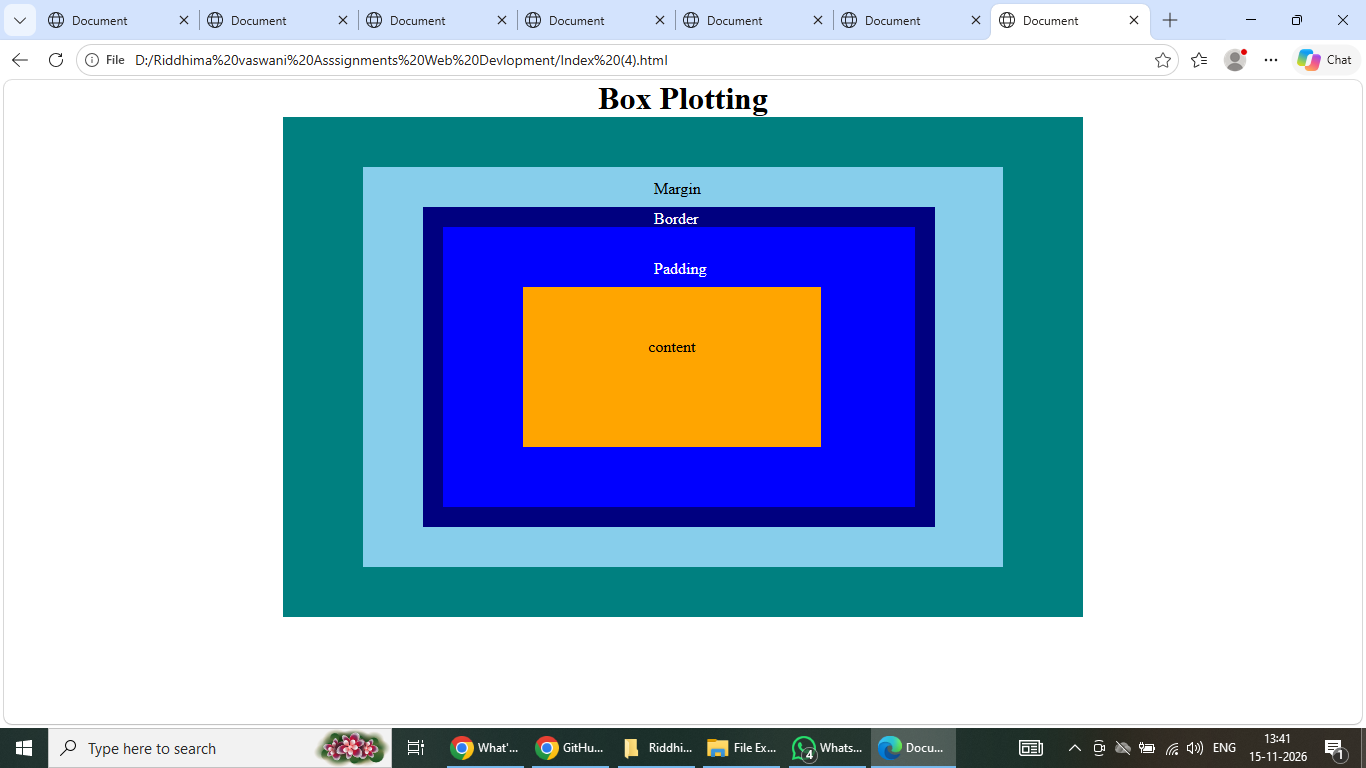 Document
Document
Document
Document
Document
Document
Document
File D:/Riddhima%20vaswani%20Asssignments%20Web%20Devlopment/Index%20(4).html
Chat
Box Plotting
Margin
Border
Padding
content
Type here to search
What'...
GitHu...
Riddhi...
File Ex...
4
Whats...
Docu...
ENG
13:41
15-11-2026
1